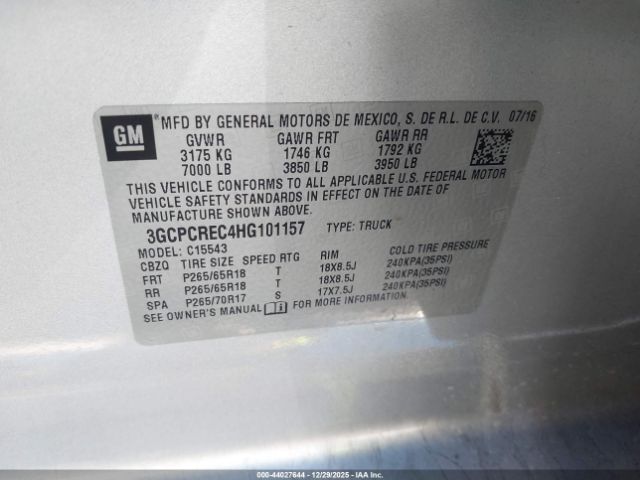 GM
*MFD BY GENERAL MOTORS DE MEXICO, S. DE R.L. DE C.V. 07/16
GVWR GAWR FRT GAWR RR
3175 KG 1746 KG 1792 KG
7000 LB 3850 LB 3950 LB
THIS VEHICLE CONFORMS TO ALL APPLICABLE U.S. FEDERAL MOTOR
VEHICLE SAFETY STANDARDS IN EFFECT ON THE DATE OF
MANUFACTURE SHOWN ABOVE.
3GCPCREC4HG101157 TYPE: TRUCK
MODEL: C15543
CBZQ TIRE SIZE SPEED RTG RIM COLD TIRE PRESSURE
FRT P265/65R18 T 18X8.5J 240KPA(35PSI)
RR P265/65R18 T 18X8.5J 240KPA(35PSI)
SPA P265/70R17 S 17X7.5J 240KPA(35PSI)
SEE OWNER'S MANUAL FOR MORE INFORMATION.
000-44027644 | 12/29/2025 - IAA, Inc.